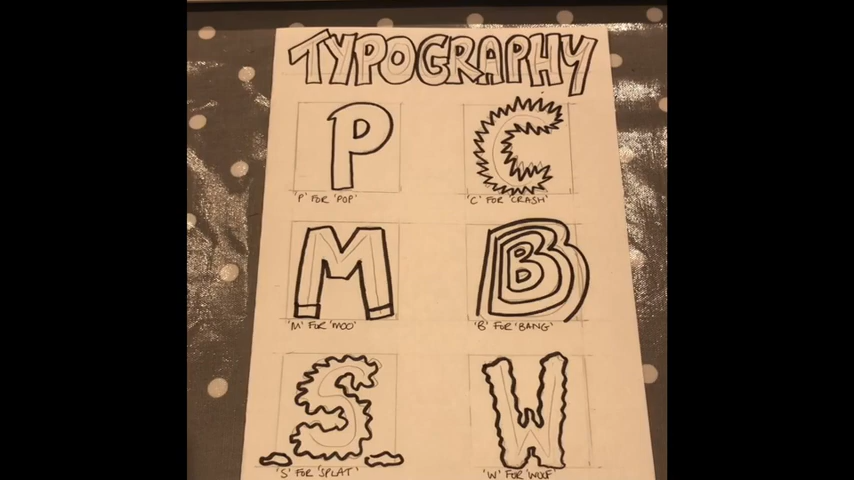 TYPOGRAPHY
P C
'P' FOR 'POP' 'C' FOR 'CRASH'
M B
'M' FOR 'MOO' 'B' FOR 'BANG'
S W
'S' FOR 'SPLAT' 'W' FOR 'WOOF'